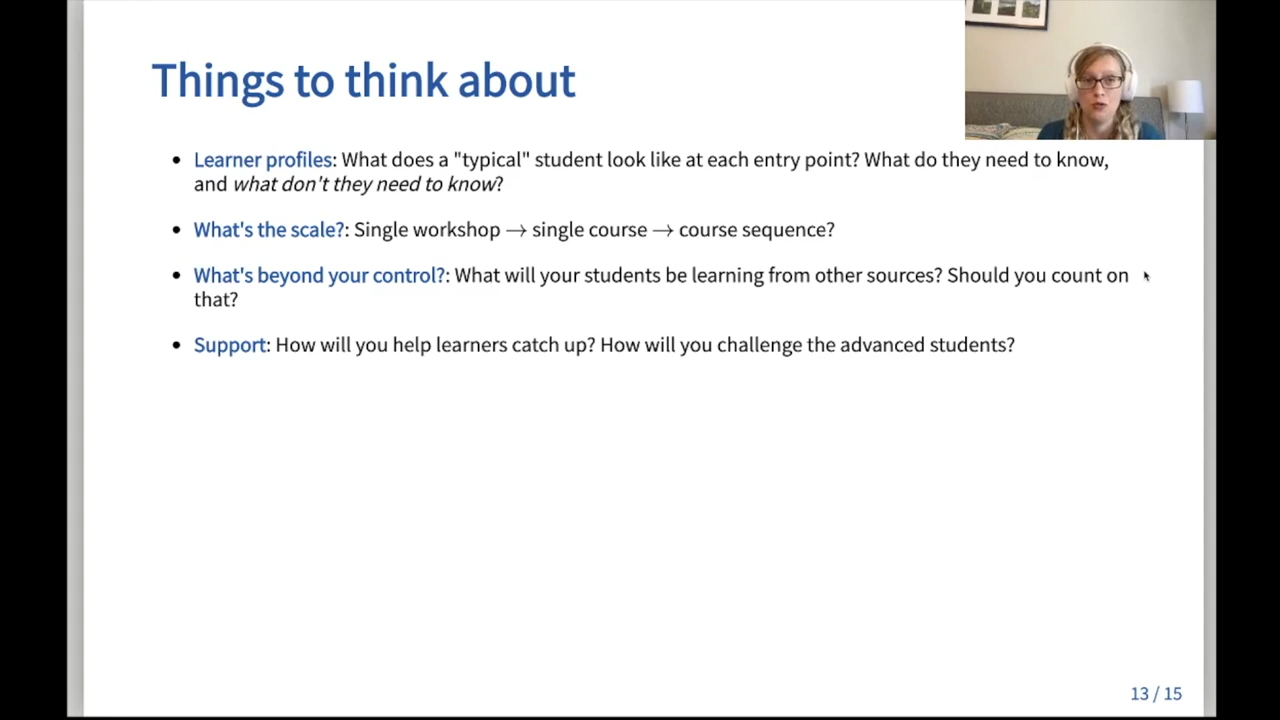 Things to think about
• Learner profiles: What does a "typical" student look like at each entry point? What do they need to know,
and what don't they need to know?
• What's the scale?: Single workshop → single course → course sequence?
• What's beyond your control?: What will your students be learning from other sources? Should you count on
that?
• Support: How will you help learners catch up? How will you challenge the advanced students?
13 / 15